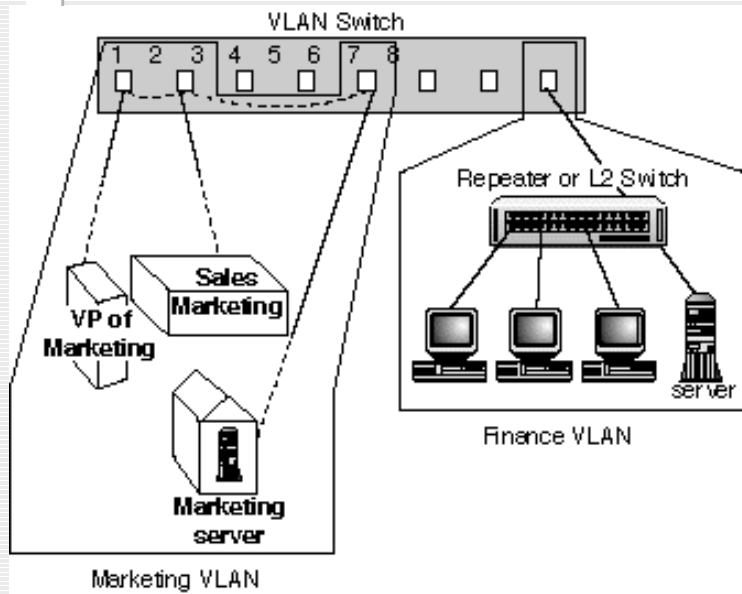 VLAN Switch
1 2 3 4 5 6 7 8
Repeater or L2 Switch
Sales
Marketing
VP of
Marketing
server
Finance VLAN
Marketing
server
Marketing VLAN